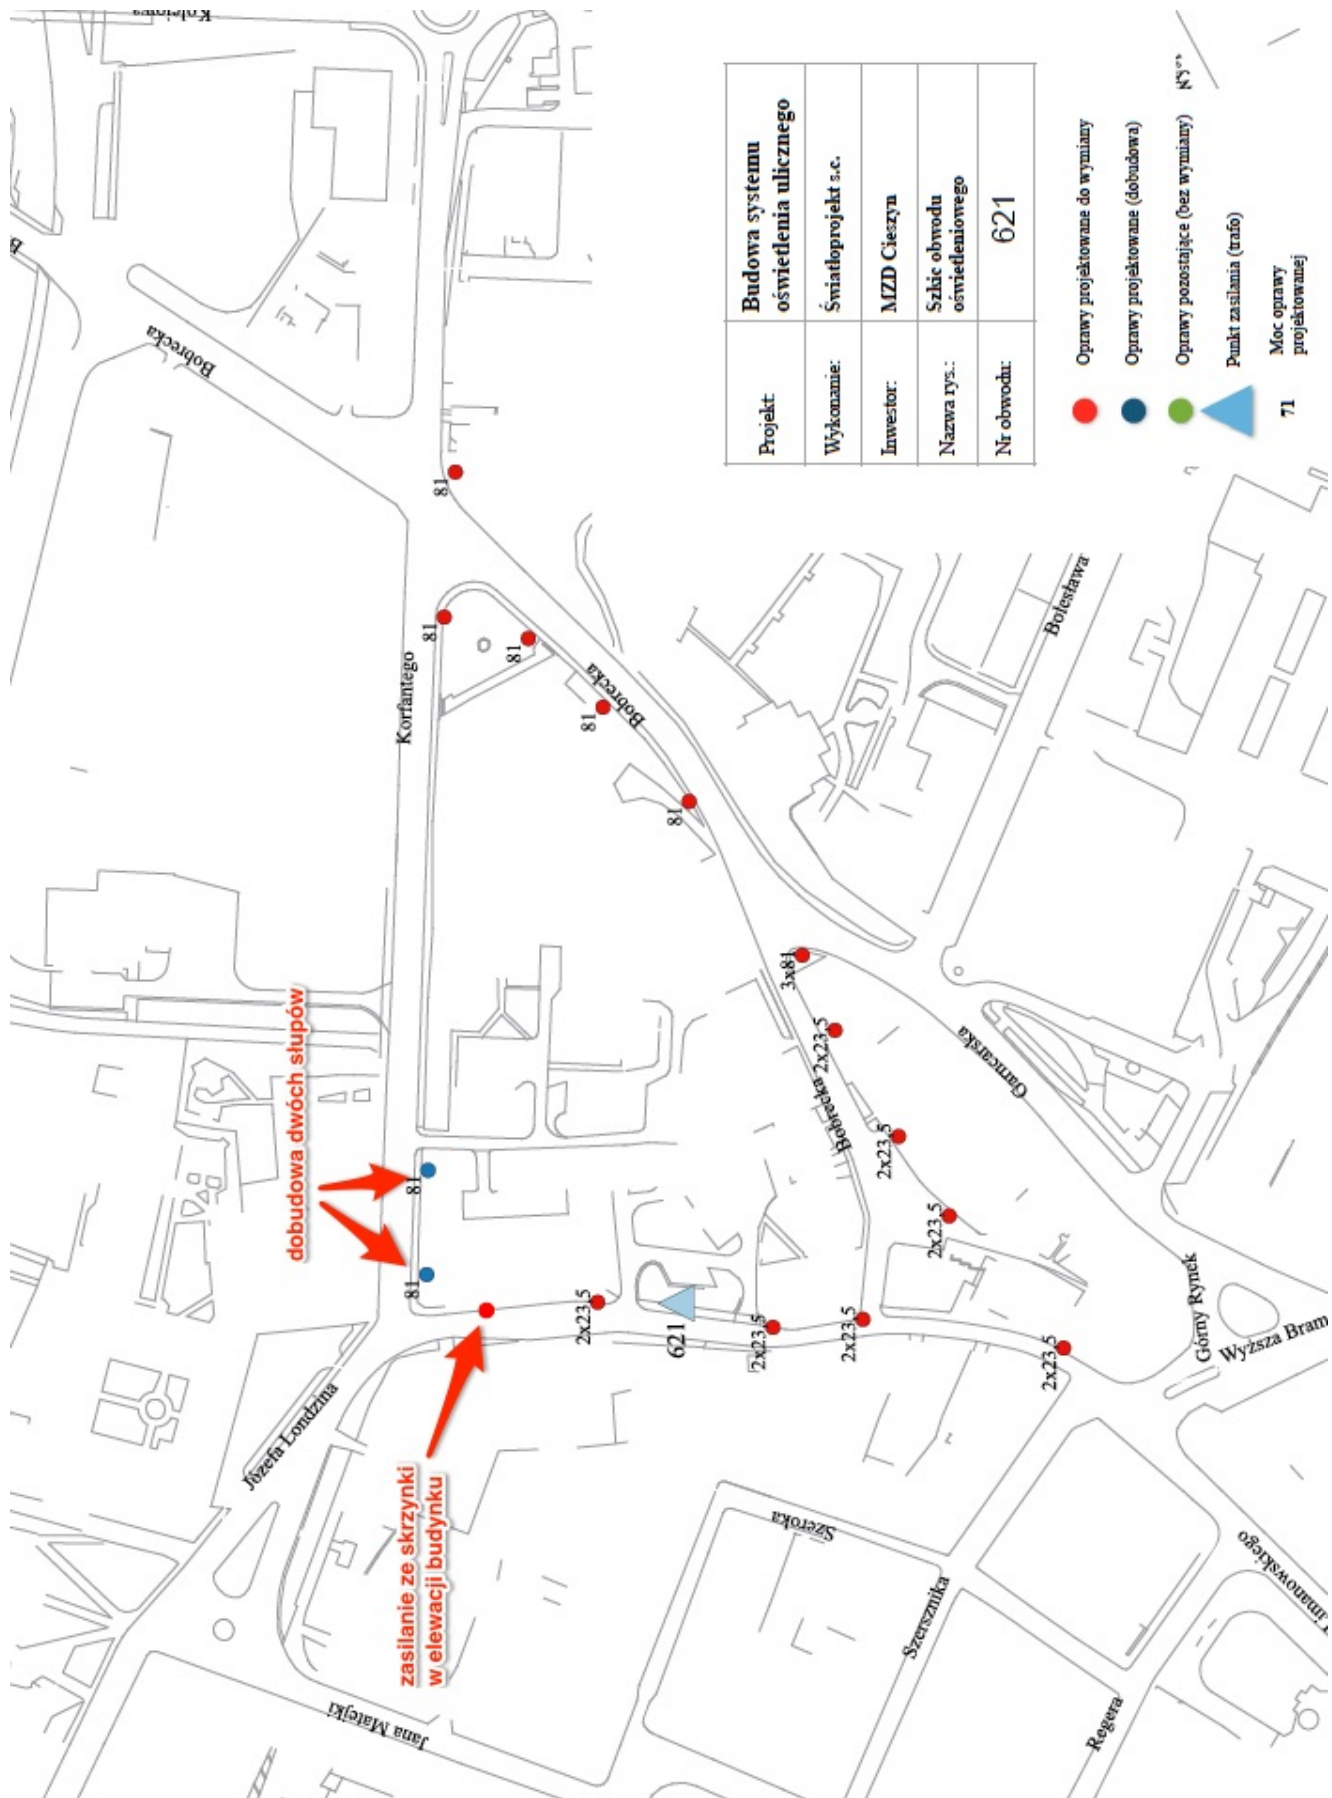 Projekt:
Budowa systemu
oświetlenia ulicznego
Wykonanie:
Światłoprojekt s.c.
Inwestor:
MZD Cieszyn
Nazwa rys.:
Szkic obwodu
oświetleniowego
Nr obwodu:
621
Oprawy projektowane do wymiany
Oprawy projektowane (dobudowa)
Oprawy pozostające (bez wymiany)
Punkt zasilania (trafo)
71
Moc oprawy
projektowanej
dobudowa dwóch słupów
zasilanie ze skrzynki
w elewacji budynku
Bobrecka
81
81
81
81
81
Korfantego
Bobrecka
3x81
2x23,5
Bobrecka
2x23,5
2x23,5
Garncarska
Bolesława
81
81
2x23,5
621
2x23,5
2x23,5
2x23,5
Górny Rynek
Wyższa Bram
Józefa Londzina
Jana Matejki
Szeroka
Szersznika
Regera
Limanowskiego